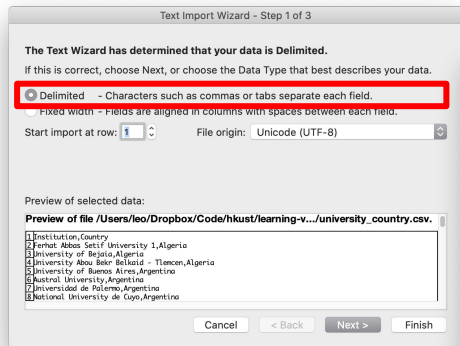 Text Import Wizard - Step 1 of 3
The Text Wizard has determined that your data is Delimited.
If this is correct, choose Next, or choose the Data Type that best describes your data.
Delimited - Characters such as commas or tabs separate each field.
Fixed width - Fields are aligned in columns with spaces between each field.
Start import at row: 1 File origin: Unicode (UTF-8)
Preview of selected data:
Preview of file /Users/leo/Dropbox/Code/hkust/learning-v.../university_country.csv.
1 Institution,Country
2 Ferhat Abbas Setif University 1,Algeria
3 University of Bejaia,Algeria
4 University Abou Bekr Belkaid - Tlemcen,Algeria
5 University of Buenos Aires,Argentina
6 Austral University,Argentina
7 Universidad de Palermo,Argentina
8 National University de Cuyo,Argentina
Cancel < Back Next > Finish